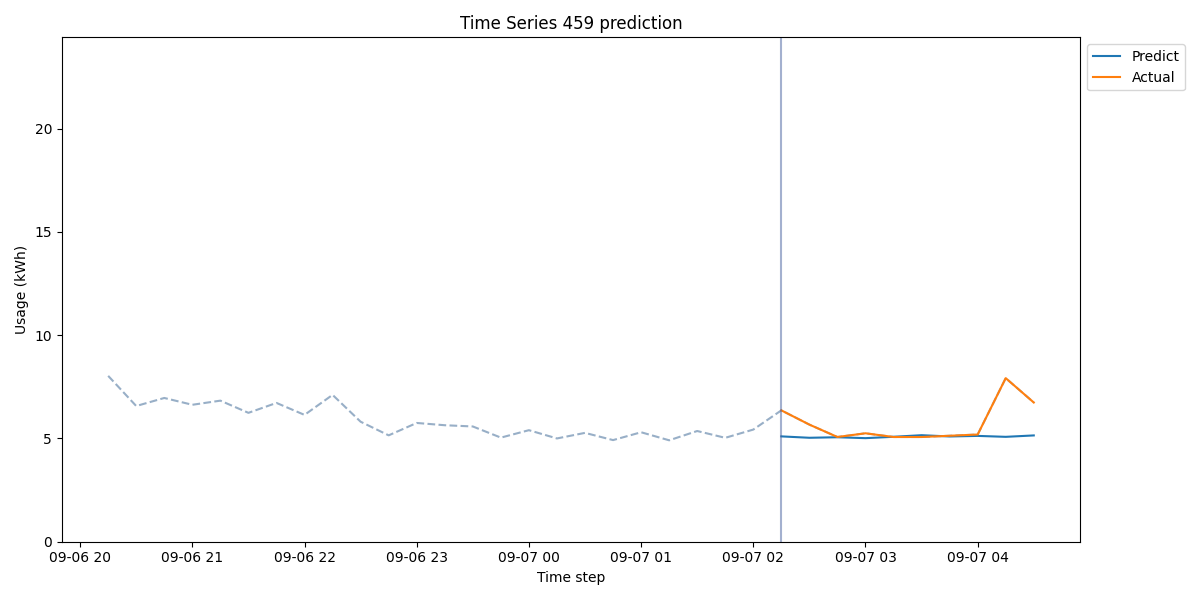 Time Series 459 prediction
Predict
Actual
Usage (kWh)
20
15
10
5
0
09-06 20
09-06 21
09-06 22
09-06 23
09-07 00
09-07 01
09-07 02
09-07 03
09-07 04
Time step